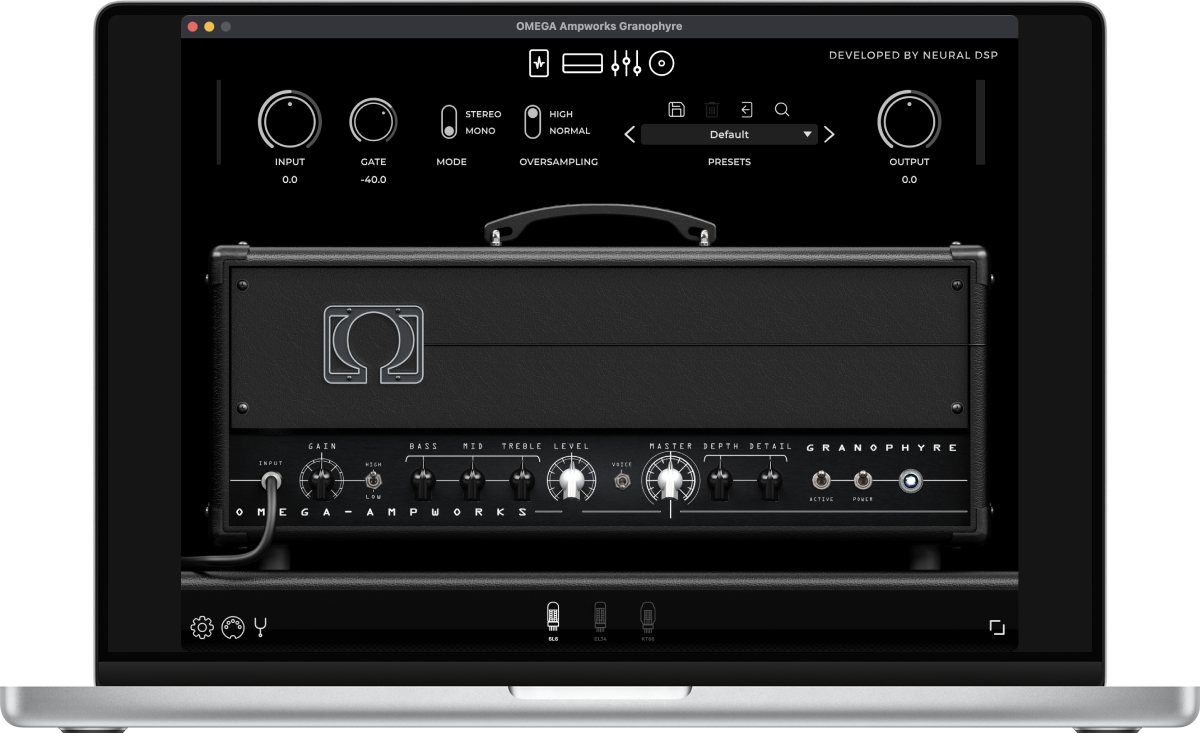 OMEGA Ampworks Granophyre
DEVELOPED BY NEURAL DSP
STEREO
MONO
HIGH
NORMAL
Default
INPUT
GATE
MODE
OVERSAMPLING
PRESETS
OUTPUT
0.0
-40.0
0.0
GAIN
BASS MID TREBLE LEVEL
MASTER DEPTH DETAIL
GRANOPHYRE
INPUT
HIGH
LOW
VOICE
ACTIVE
POWER
OMEGA-AMPWORKS
6L6
EL34